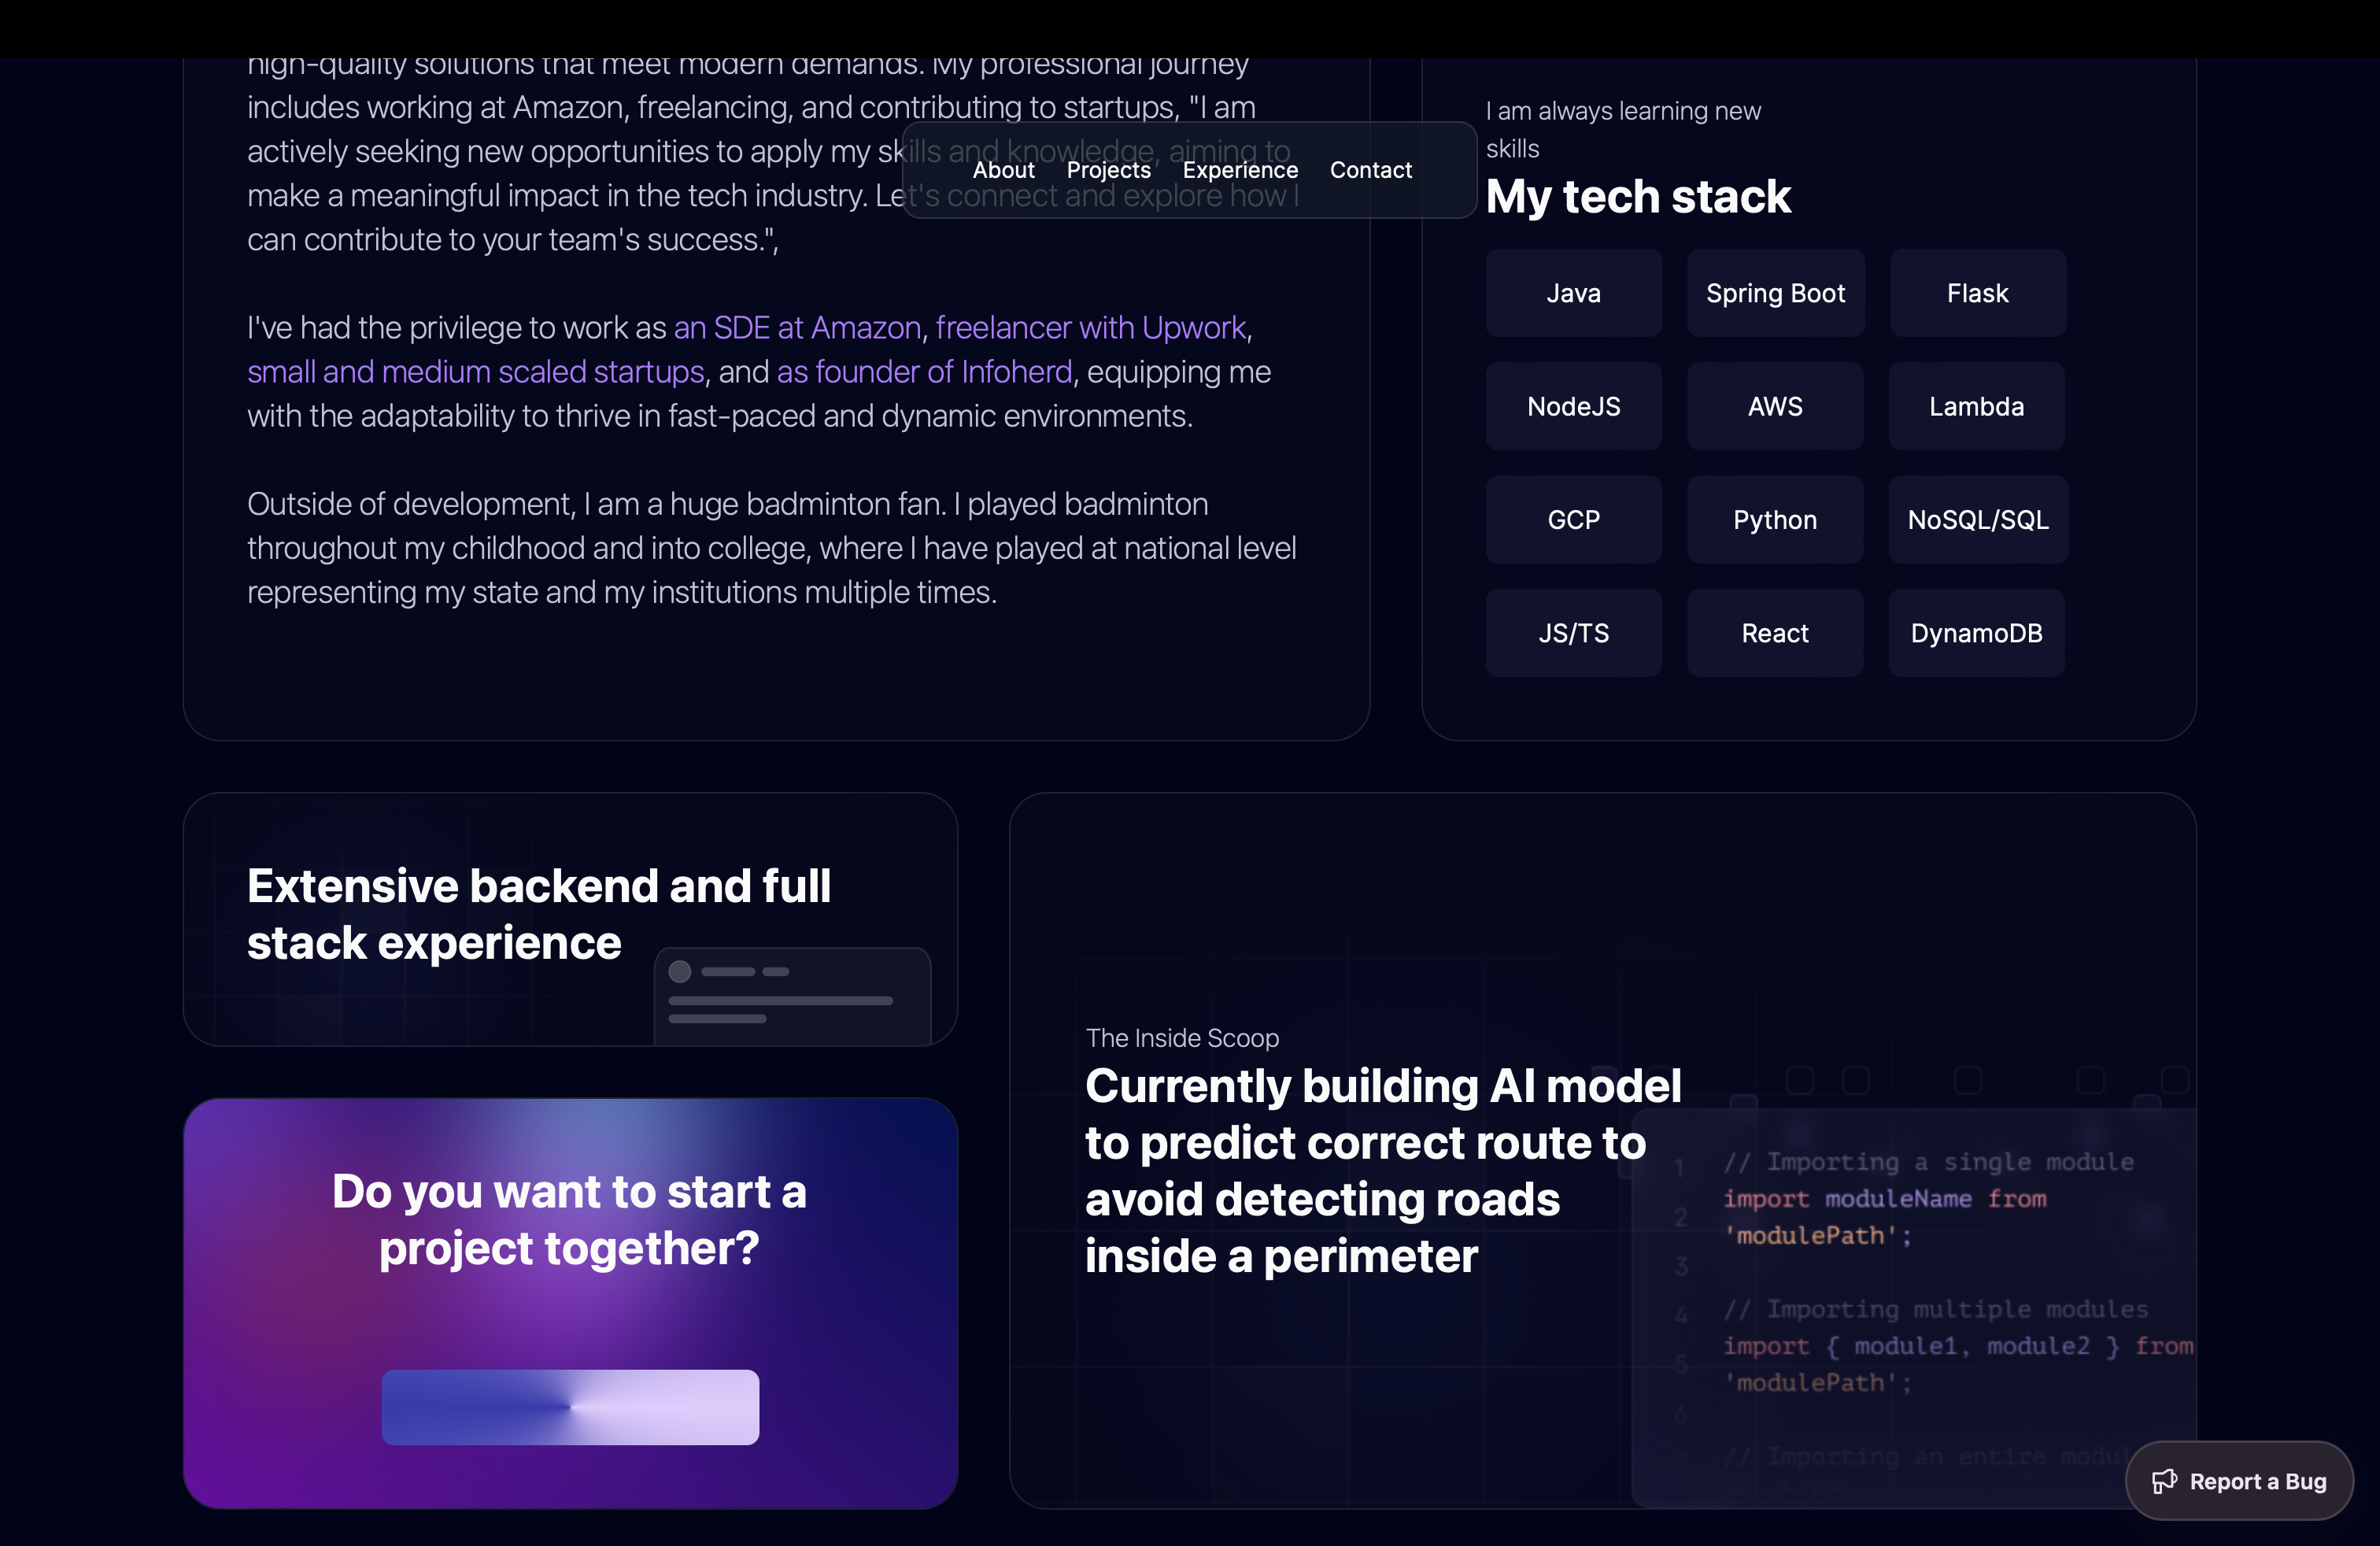 high-quality solutions that meet modern demands. My professional journey
includes working at Amazon, freelancing, and contributing to startups, "I am
actively seeking new opportunities to apply my skills and knowledge, aiming to
make a meaningful impact in the tech industry. Let's connect and explore how I
can contribute to your team's success.",
I've had the privilege to work as an SDE at Amazon, freelancer with Upwork,
small and medium scaled startups, and as founder of Infoherd, equipping me
with the adaptability to thrive in fast-paced and dynamic environments.
Outside of development, I am a huge badminton fan. I played badminton
throughout my childhood and into college, where I have played at national level
representing my state and my institutions multiple times.
About Projects Experience Contact
I am always learning new
skills
My tech stack
Java Spring Boot Flask
NodeJS AWS Lambda
GCP Python NoSQL/SQL
JS/TS React DynamoDB
Extensive backend and full
stack experience
Do you want to start a
project together?
The Inside Scoop
Currently building AI model
to predict correct route to
avoid detecting roads
inside a perimeter
1 // Importing a single module
2 import moduleName from
'modulePath';
3
4 // Importing multiple modules
5 import { module1, module2 } from
'modulePath';
6
// Importing an entire
Report a Bug